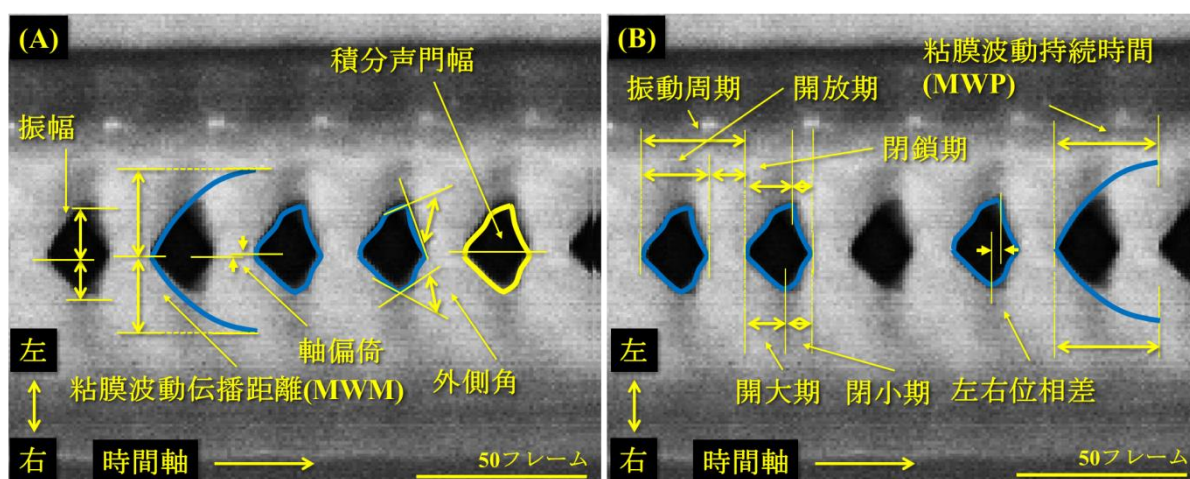 (A)
積分声門幅
振幅
軸偏倚
外側角
粘膜波動伝播距離(MWM)
左
右
時間軸
50フレーム
(B)
粘膜波動持続時間
(MWP)
振動周期
開放期
閉鎖期
開大期
閉小期
左右位相差
左
右
時間軸
50フレーム